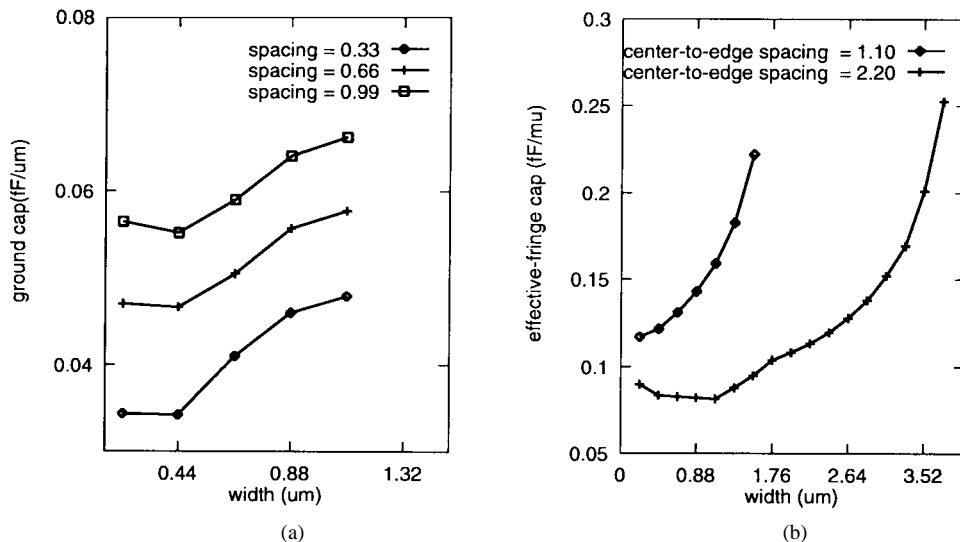 0.08
spacing = 0.33
spacing = 0.66
spacing = 0.99
0.06
0.04
ground cap(fF/um)
0.44
0.88
1.32
width (um)
(a)
0.3
center-to-edge spacing = 1.10
center-to-edge spacing = 2.20
0.25
0.2
0.15
0.1
0.05
effective-fringe cap (fF/mu)
0
0.88
1.76
2.64
3.52
width (um)
(b)